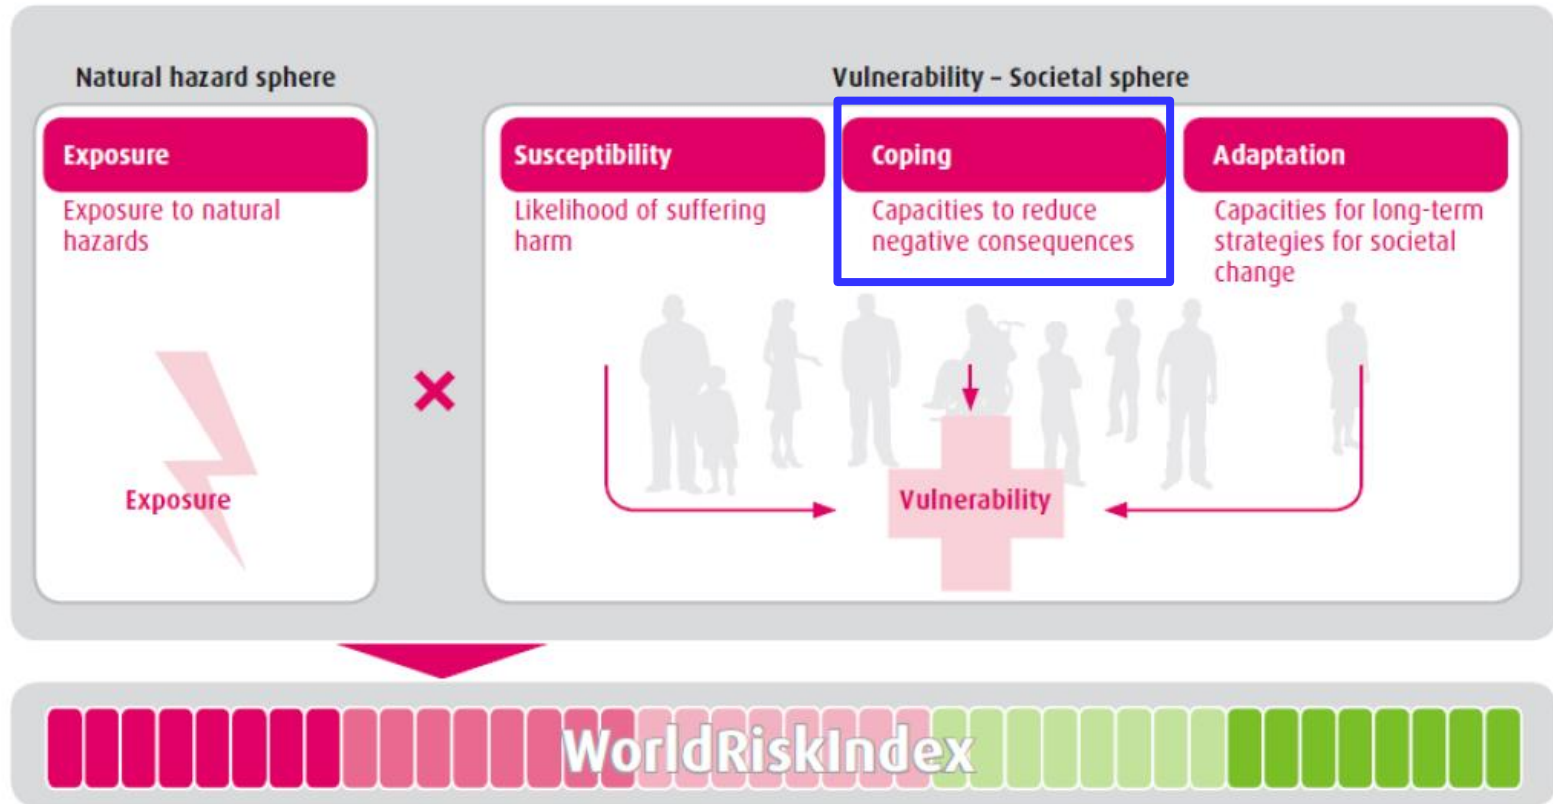 Natural hazard sphere
Vulnerability – Societal sphere
Exposure
Exposure to natural
hazards
Exposure
×
Susceptibility
Likelihood of suffering
harm
Coping
Capacities to reduce
negative consequences
Adaptation
Capacities for long-term
strategies for societal
change
Vulnerability
WorldRiskIndex